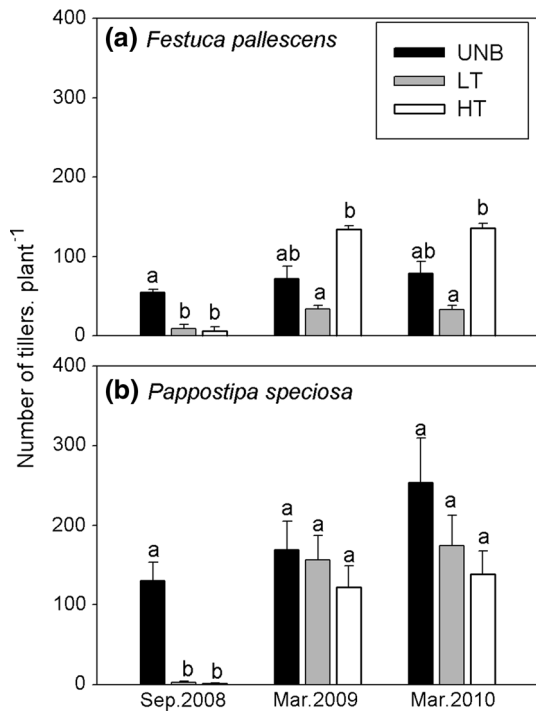 (a) Festuca pallescens
UNB
LT
HT
400
300
200
100
0
a
b
b
ab
a
b
ab
a
b
Number of tillers. plant-1
(b) Pappostipa speciosa
400
300
200
100
0
a
b
b
a
a
a
a
a
a
Sep.2008
Mar.2009
Mar.2010